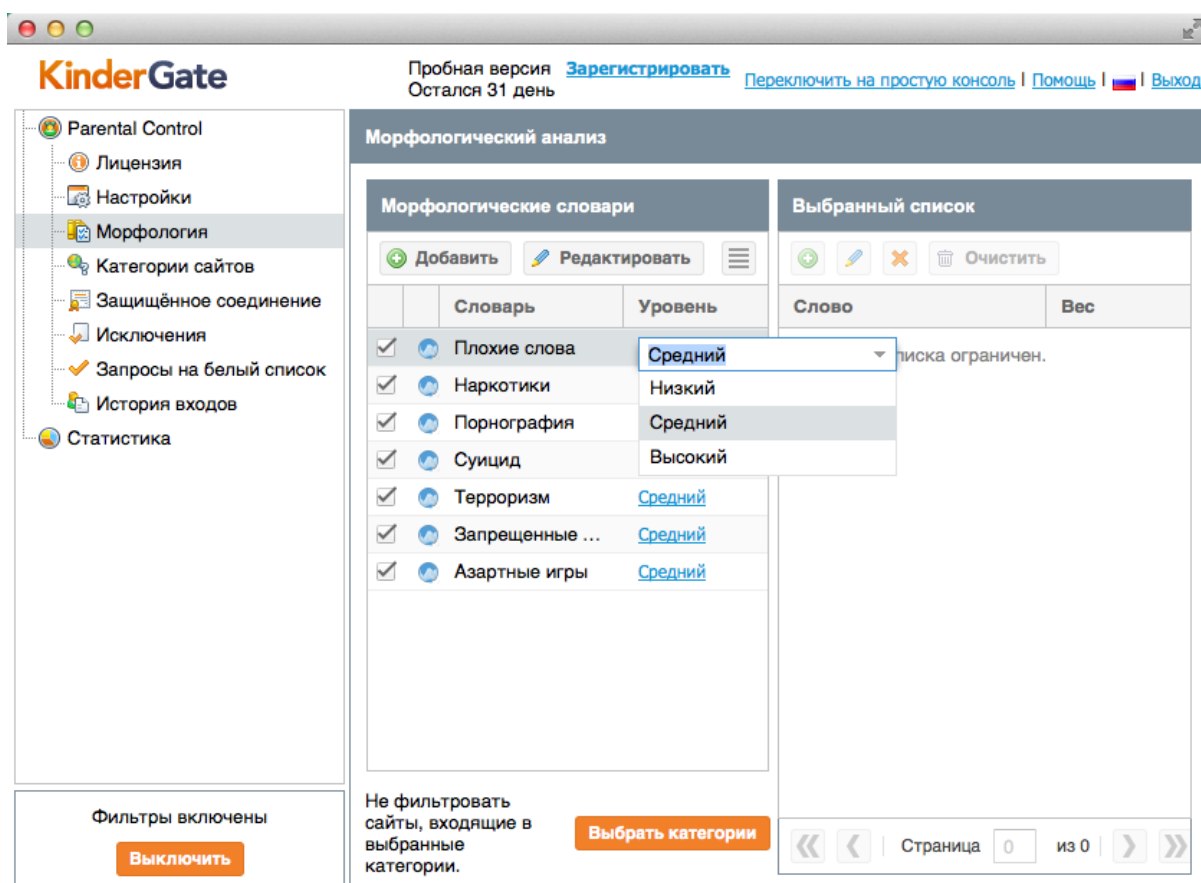 KinderGate
Пробная версия Зарегистрировать
Остался 31 день
Переключить на простую консоль | Помощь | | Выход
Parental Control
Лицензия
Настройки
Морфология
Категории сайтов
Защищённое соединение
Исключения
Запросы на белый список
История входов
Статистика
Фильтры включены
Выключить
Морфологический анализ
Морфологические словари
Добавить Редактировать
Словарь Уровень
Плохие слова Средний
Наркотики
Порнография
Суицид
Низкий
Средний
Высокий
Терроризм Средний
Запрещенные ... Средний
Азартные игры Средний
Не фильтровать
сайты, входящие в
выбранные
категории.
Выбрать категории
Выбранный список
Очистить
Слово Вес
ограничен.
Страница 0 из 0